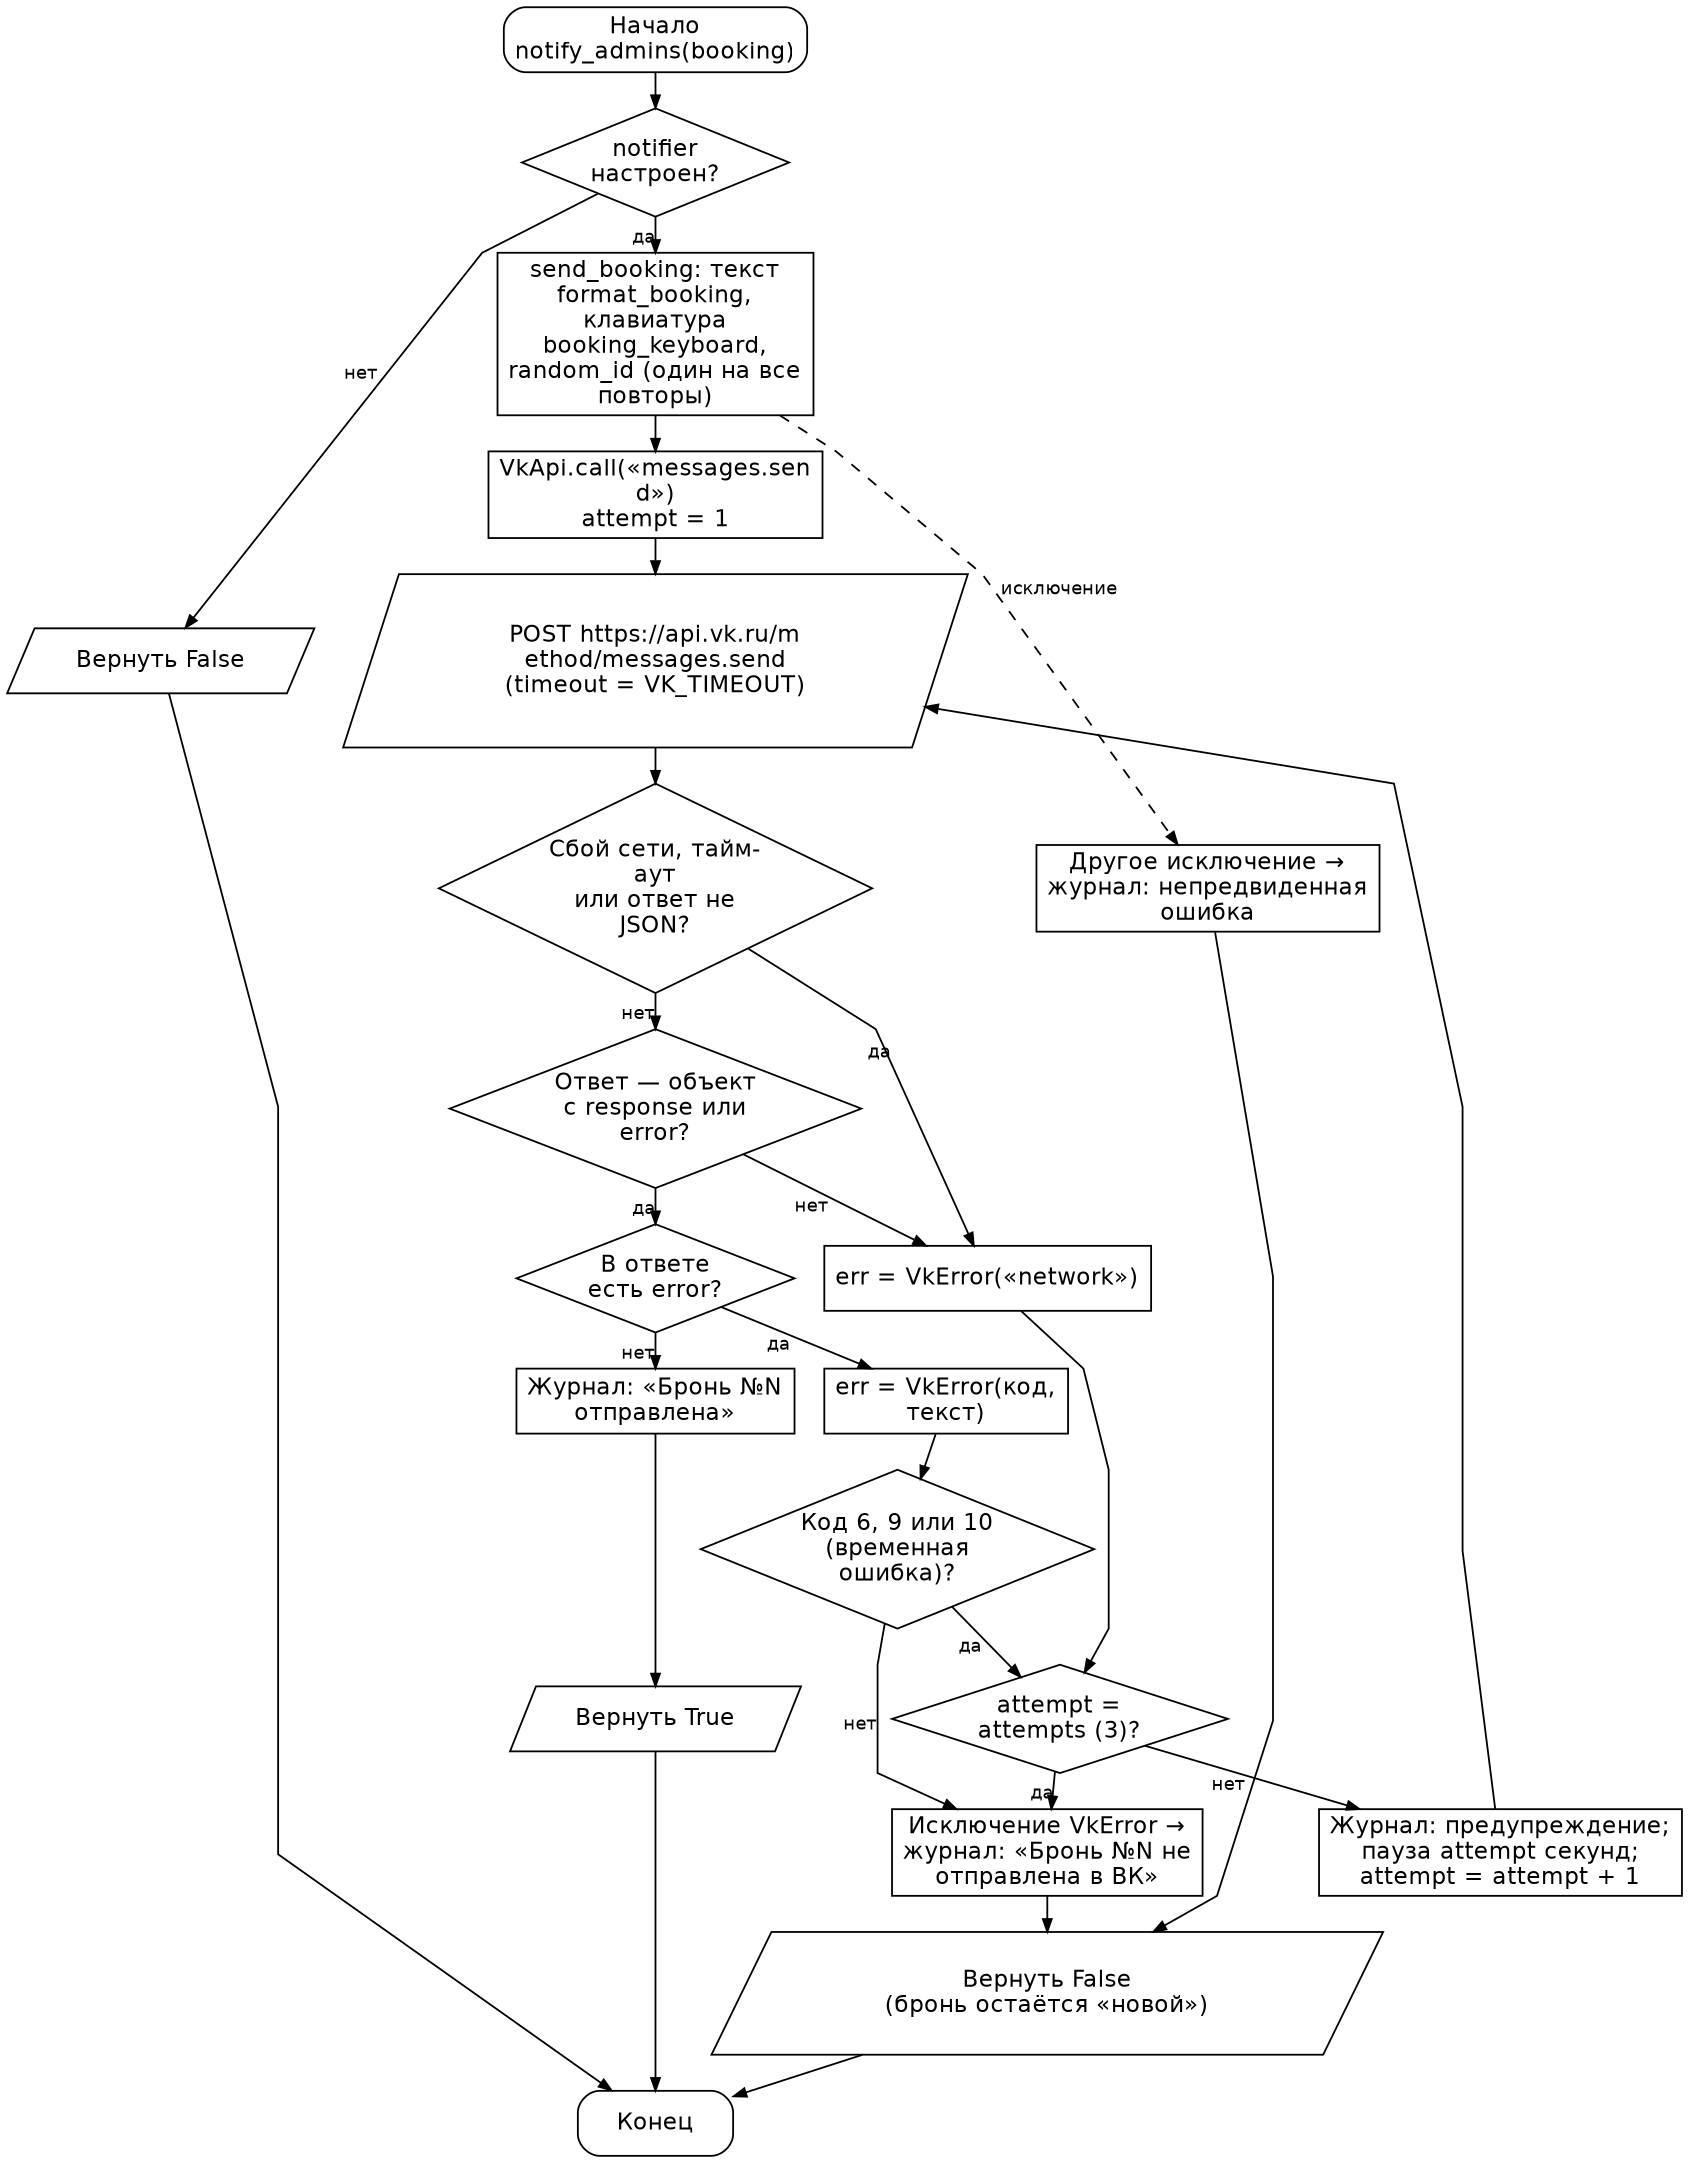 Начало
notify_admins(booking)
notifier
настроен?
да
нет
send_booking: текст
format_booking,
клавиатура
booking_keyboard,
random_id (один на все
повторы)
VkApi.call(«messages.sen
d»)
attempt = 1
исключение
POST https://api.vk.ru/m
ethod/messages.send
(timeout = VK_TIMEOUT)
Вернуть False
Сбой сети, тайм-
аут
или ответ не
JSON?
Другое исключение →
журнал: непредвиденная
ошибка
нет
да
Ответ — объект
с response или
error?
нет
да
В ответе
есть error?
err = VkError(«network»)
да
нет
Журнал: «Бронь №N
отправлена»
err = VkError(код,
текст)
Код 6, 9 или 10
(временная
ошибка)?
да
нет
Вернуть True
attempt =
attempts (3)?
нет
да
Исключение VkError →
журнал: «Бронь №N не
отправлена в ВК»
Журнал: предупреждение;
пауза attempt секунд;
attempt = attempt + 1
Вернуть False
(бронь остаётся «новой»)
Конец